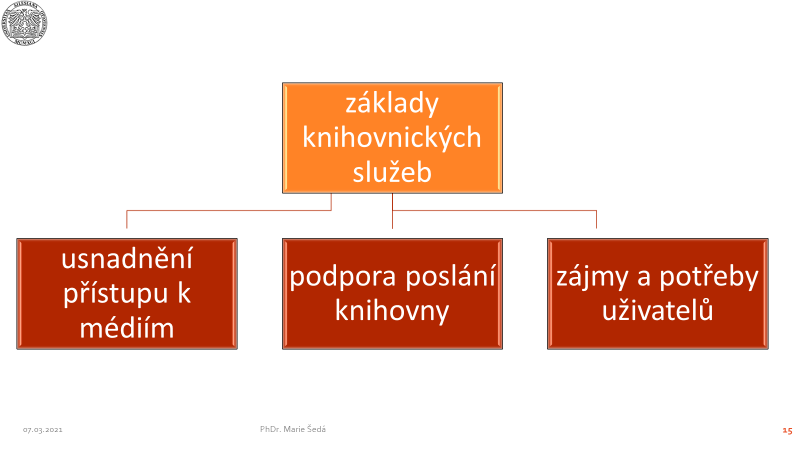 základy
knihovnických
služeb
usnadnění
přístupu k
médiím
podpora poslání
knihovny
zájmy a potřeby
uživatelů
07.03.2021
PhDr. Marie Šedá
15